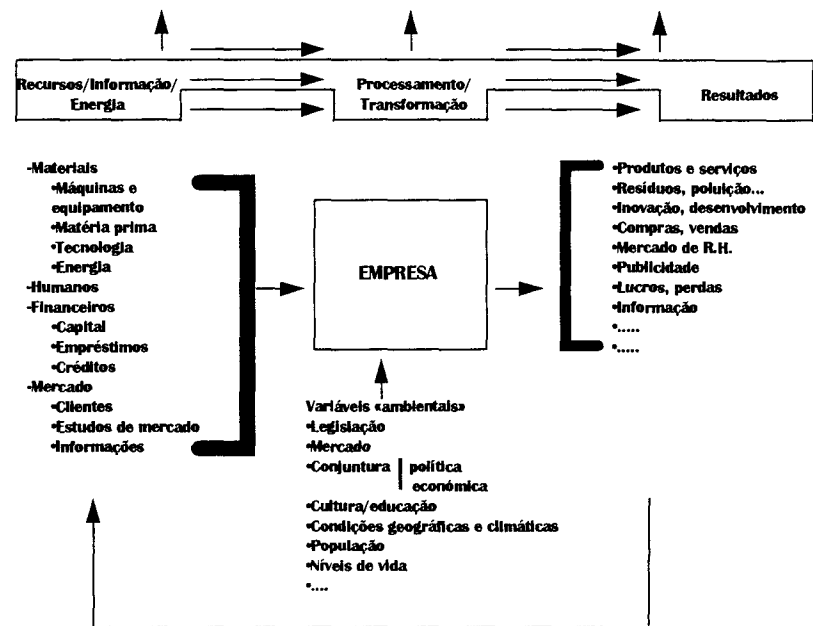 Recursos/Informação/
Energia
Processamento/
Transformação
Resultados
-Materiais
•Máquinas e
equipamento
•Matéria prima
•Tecnologia
•Energia
-Humanos
-Financeiros
•Capital
•Empréstimos
•Créditos
-Mercado
•Clientes
•Estudos de mercado
•Informações
EMPRESA
•Produtos e serviços
•Resíduos, poluição...
•Inovação, desenvolvimento
•Compras, vendas
•Mercado de R.H.
•Publicidade
•Lucros, perdas
•Informação
•.....
•.....
Variáveis «ambientais»
•Legislação
•Mercado
•Conjuntura | política
económica
•Cultura/educação
•Condições geográficas e climáticas
•População
•Níveis de vida
•....